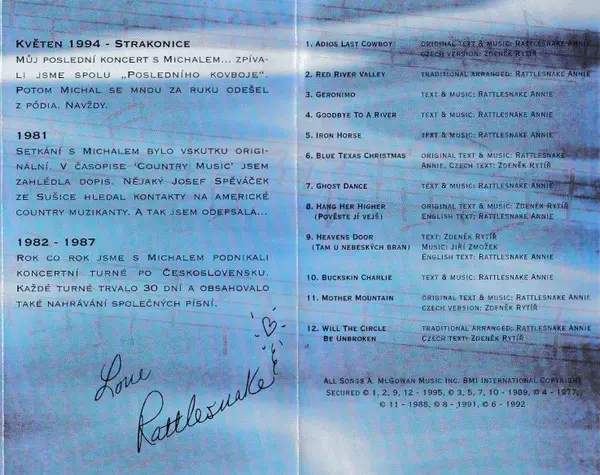 KVĚTEN 1994 - STRAKONICE
MŮJ POSLEDNÍ KONCERT S MICHALEM... ZPÍVA-
LI JSME SPOLU „POSLEDNÍHO KOVBOJE".
POTOM MICHAL SE MNOU ZA RUKU ODEŠEL
Z PÓDIA. NAVŽDY.
1981
SETKÁNÍ S MICHALEM BYLO VSKUTKU ORIGI-
NÁLNÍ. V ČASOPISE 'COUNTRY MUSIC' JSEM
ZAHLÉDLA DOPIS. NĚJAKÝ JOSEF SPĚVÁČEK
ZE SUŠICE HLEDAL KONTAKTY NA AMERICKÉ
COUNTRY MUZIKANTY. A TAK JSEM ODEPSALA...
1982 - 1987
ROK CO ROK JSME S MICHALEM PODNIKALI
KONCERTNÍ TURNÉ PO ČESKOSLOVENSKU.
KAŽDÉ TURNÉ TRVALO 30 DNÍ A OBSAHOVALO
TAKÉ NAHRÁVÁNÍ SPOLEČNÝCH PÍSNÍ.
Love
Rattlesnake
1. ADIOS LAST COWBOY ORIGINAL TEXT & MUSIC: RATTLESNAKE ANNIE
CZECH VERSION: ZDENĚK RYTÍŘ
2. RED RIVER VALLEY TRADITIONAL ARRANGED: RATTLESNAKE ANNIE
3. GERONIMO TEXT & MUSIC: RATTLESNAKE ANNIE
4. GOODBYE TO A RIVER TEXT & MUSIC: RATTLESNAKE ANNIE
5. IRON HORSE TEXT & MUSIC: RATTLESNAKE ANNIE
6. BLUE TEXAS CHRISTMAS ORIGINAL TEXT & MUSIC: RATTLESNAKE
ANNIE, CZECH TEXT: ZDENĚK RYTÍŘ
7. GHOST DANCE TEXT & MUSIC: RATTLESNAKE ANNIE
8. HANG HER HIGHER ORIGINAL TEXT & MUSIC: ZDENĚK RYTÍŘ
(POVĚSTE JÍ VEJŠ) ENGLISH TEXT: RATTLESNAKE ANNIE
9. HEAVENS DOOR TEXT: ZDENĚK RYTÍŘ
(TAM U NEBESKÝCH BRAN) MUSIC: JIŘÍ ZMOŽEK
ENGLISH TEXT: RATTLESNAKE ANNIE
10. BUCKSKIN CHARLIE TEXT & MUSIC: RATTLESNAKE ANNIE
11. MOTHER MOUNTAIN ORIGINAL TEXT & MUSIC: RATTLESNAKE ANNIE
CZECH VERSION: ZDENĚK RYTÍŘ
12. WILL THE CIRCLE TRADITIONAL ARRANGED: RATTLESNAKE ANNIE
BE UNBROKEN CZECH TEXT: ZDENĚK RYTÍŘ
ALL SONGS A. MCGOWAN MUSIC INC. BMI INTERNATIONAL COPYRIGHT
SECURED © 1, 2, 9, 12 - 1995, © 3, 5, 7, 10 - 1989, © 4 - 1977,
© 11 - 1988, © 8 - 1991, © 6 - 1992